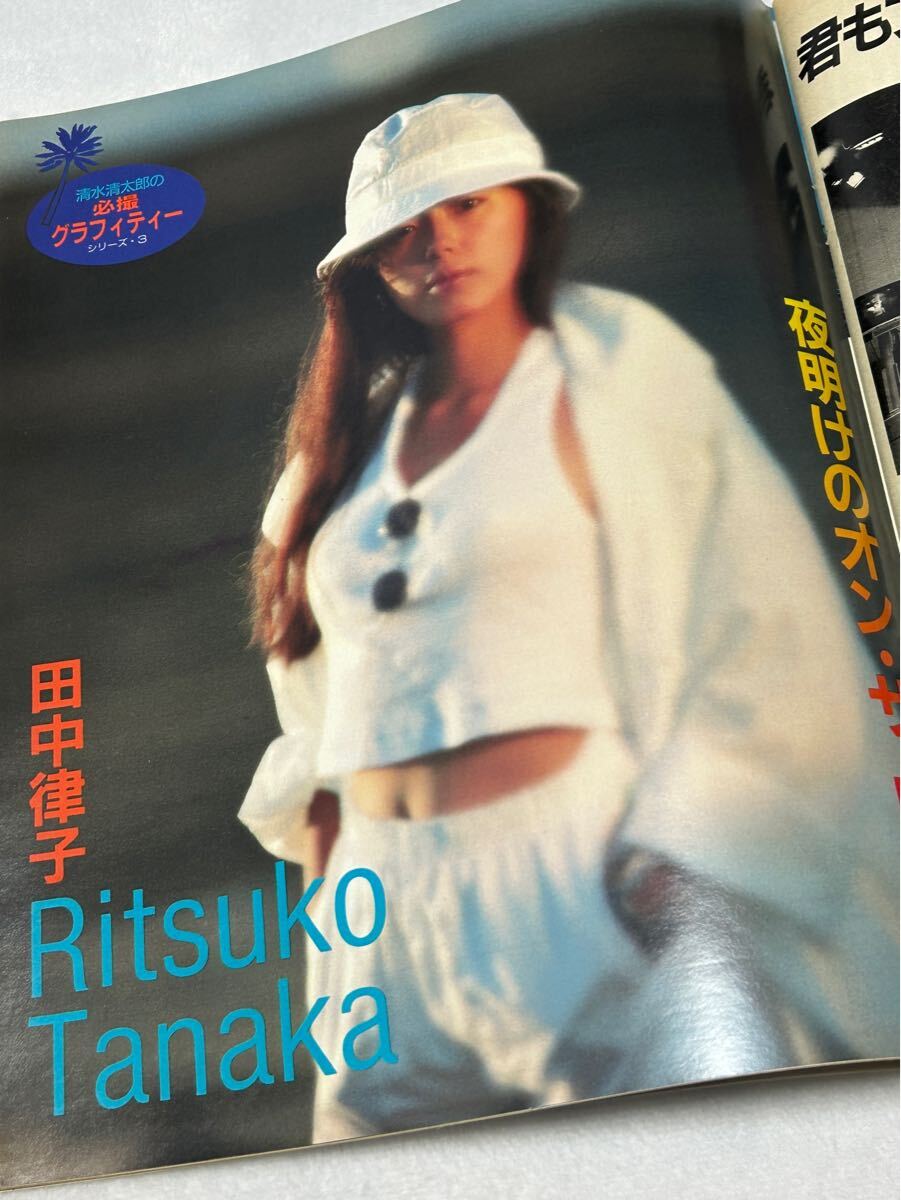 清水清太郎の
必撮
グラフィティー
シリーズ・3
田中律子
Ritsuko
Tanaka
夜明けのオン・ザ
君も